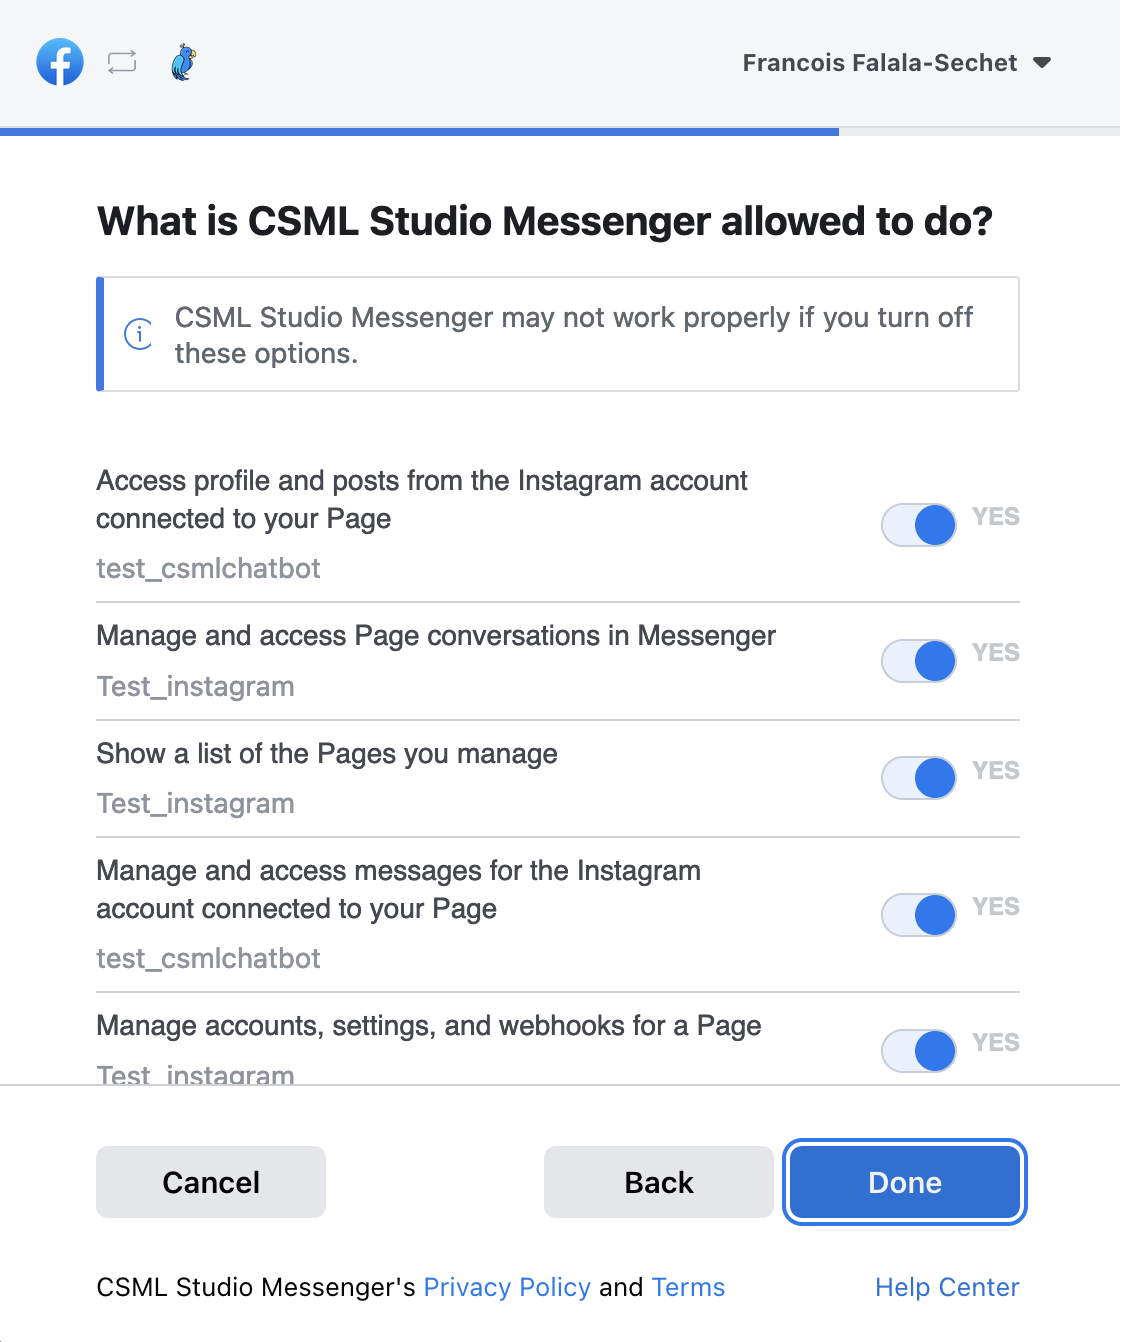 Francois Falala-Sechet
What is CSML Studio Messenger allowed to do?
CSML Studio Messenger may not work properly if you turn off
these options.
Access profile and posts from the Instagram account
connected to your Page
YES
test_csmlchatbot
Manage and access Page conversations in Messenger
YES
Test_instagram
Show a list of the Pages you manage
YES
Test_instagram
Manage and access messages for the Instagram
account connected to your Page
YES
test_csmlchatbot
Manage accounts, settings, and webhooks for a Page
YES
Test_instagram
Cancel
Back
Done
CSML Studio Messenger's Privacy Policy and Terms
Help Center